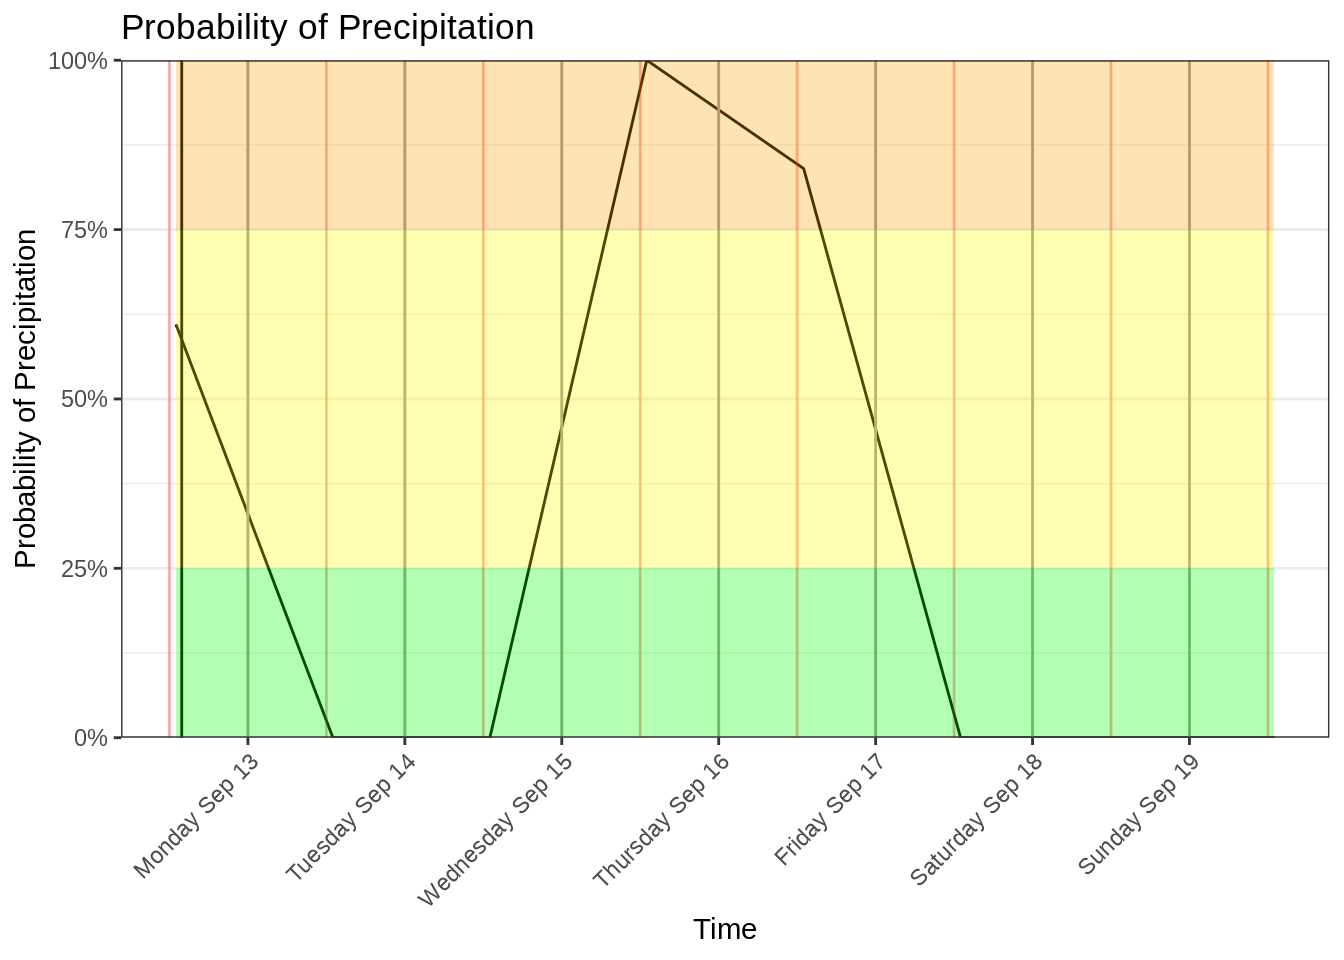 Probability of Precipitation
Probability of Precipitation
100%
75%
50%
25%
0%
Monday Sep 13
Tuesday Sep 14
Wednesday Sep 15
Thursday Sep 16
Friday Sep 17
Saturday Sep 18
Sunday Sep 19
Time